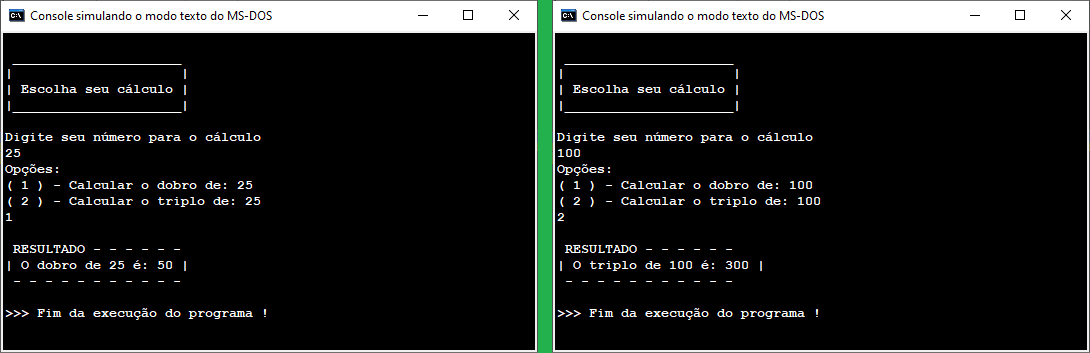 Console simulando o modo texto do MS-DOS
_____________________
| |
| Escolha seu cálculo |
|_____________________|
Digite seu número para o cálculo
25
Opções:
( 1 ) - Calcular o dobro de: 25
( 2 ) - Calcular o triplo de: 25
1
RESULTADO - - - - - -
| O dobro de 25 é: 50 |
- - - - - - - - - - -
>>> Fim da execução do programa !
Console simulando o modo texto do MS-DOS
_____________________
| |
| Escolha seu cálculo |
|_____________________|
Digite seu número para o cálculo
100
Opções:
( 1 ) - Calcular o dobro de: 100
( 2 ) - Calcular o triplo de: 100
2
RESULTADO - - - - - -
| O triplo de 100 é: 300 |
- - - - - - - - - - -
>>> Fim da execução do programa !